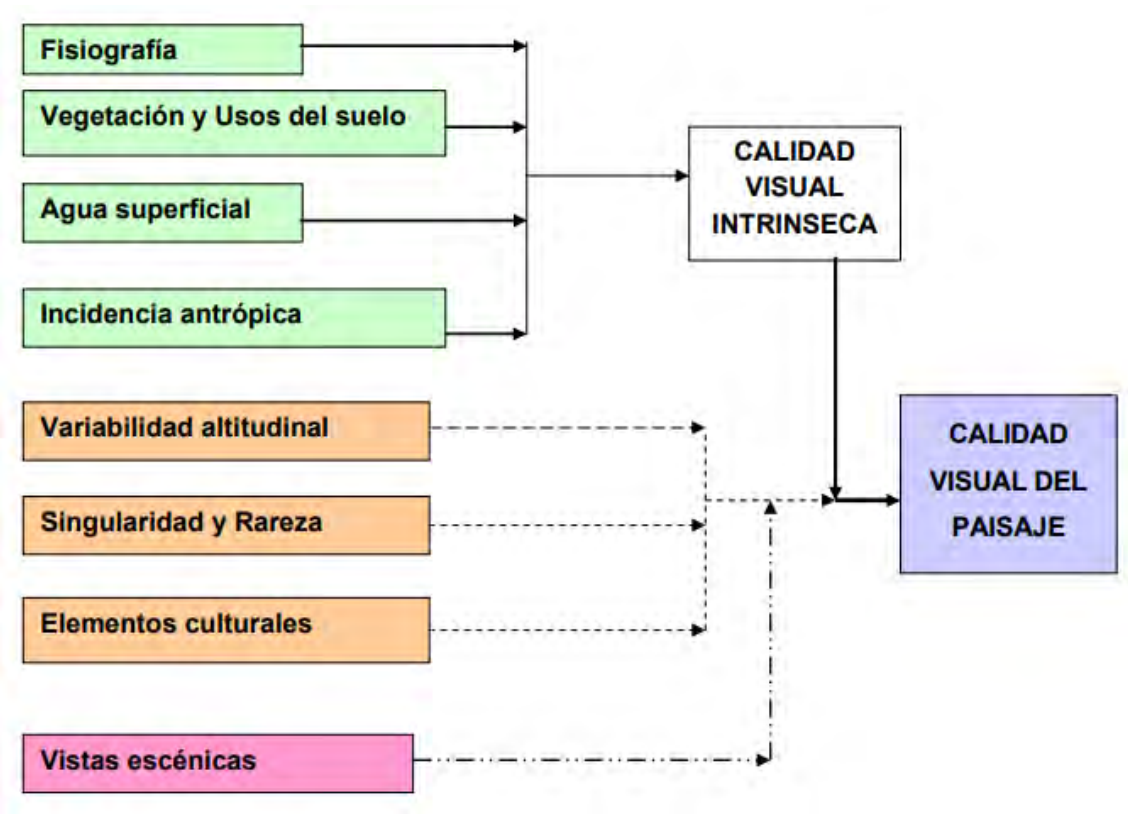 Fisiografía
Vegetación y Usos del suelo
Agua superficial
Incidencia antrópica
CALIDAD
VISUAL
INTRINSECA
Variabilidad altitudinal
Singularidad y Rareza
Elementos culturales
Vistas escénicas
CALIDAD
VISUAL DEL
PAISAJE